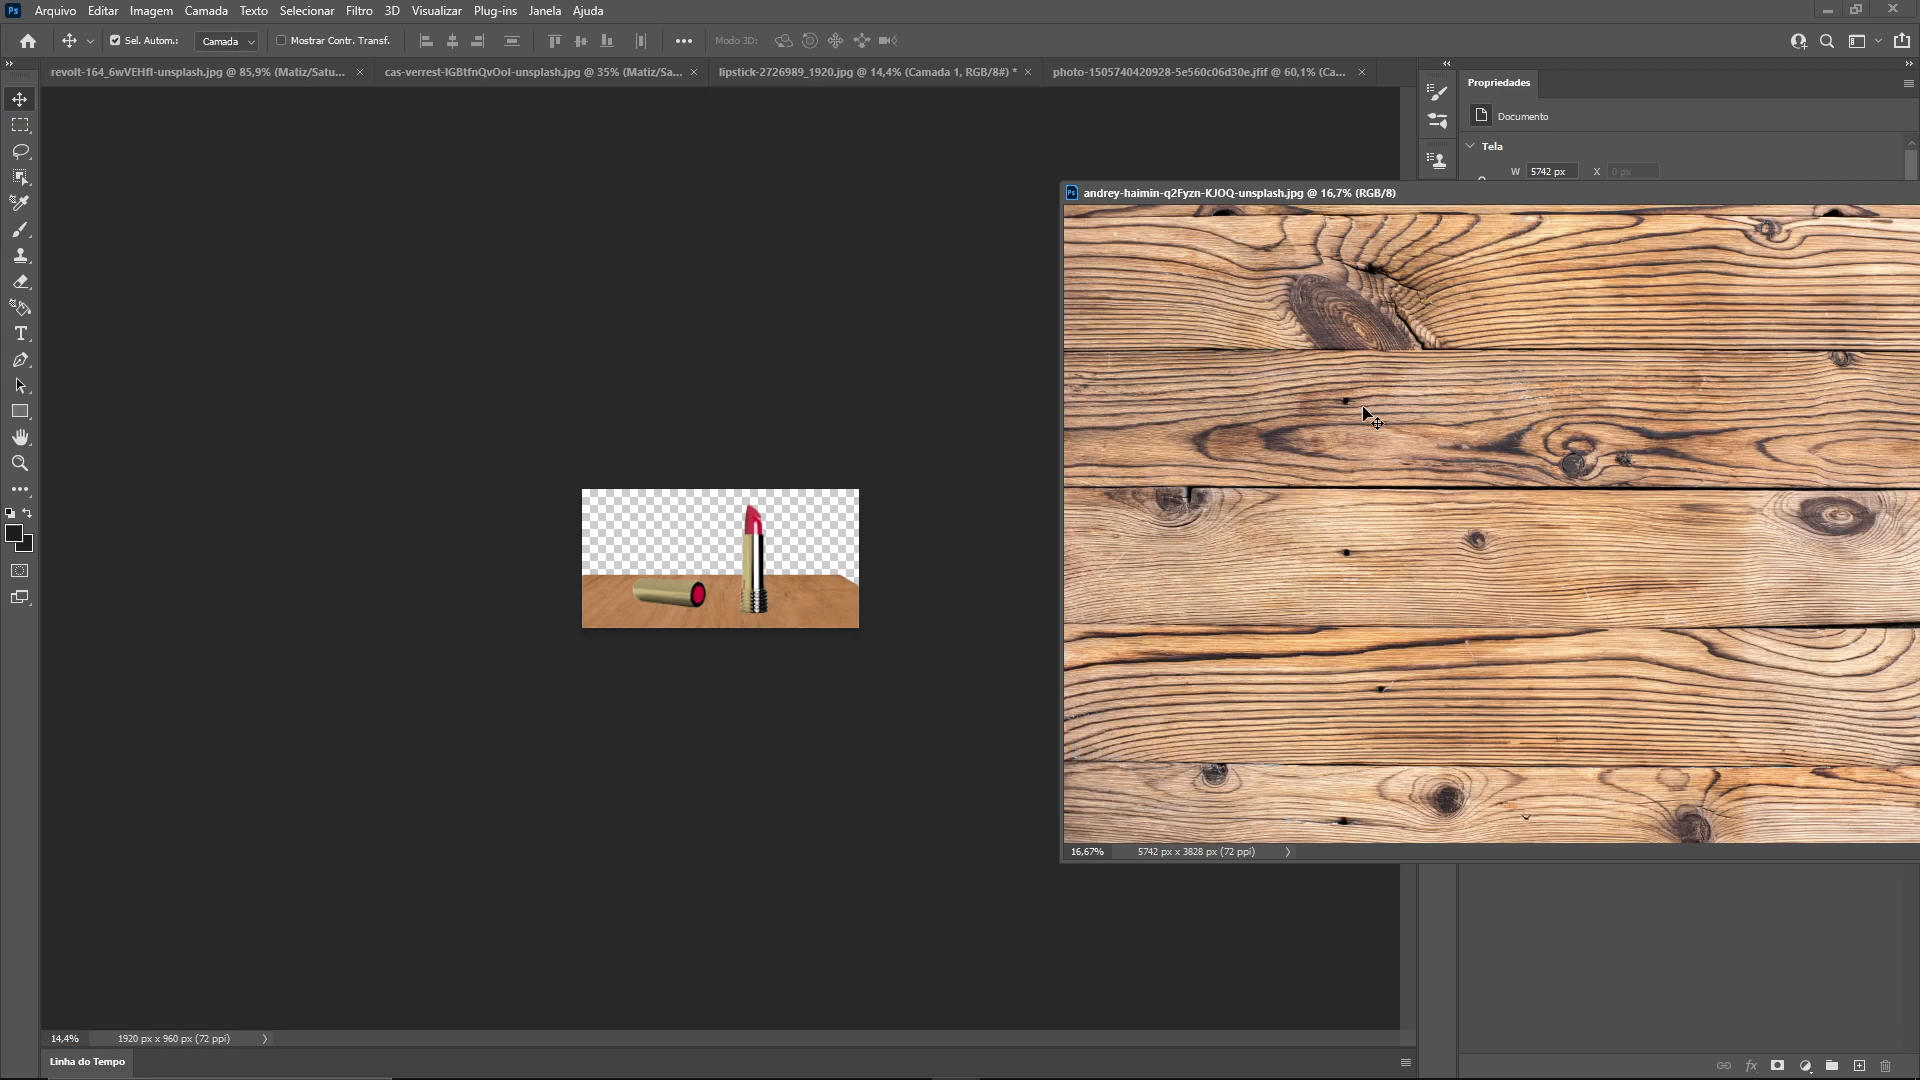 Ps Arquivo Editar Imagem Camada Texto Selecionar Filtro 3D Visualizar Plug-ins Janela Ajuda
Sel. Autom.: Camada Mostrar Contr. Transf. Modo 3D:
revolt-164_6wVEHfI-unsplash.jpg @ 85,9% (Matiz/Satu... cas-verrest-lGBtfnQvOoI-unsplash.jpg @ 35% (Matiz/Sa... lipstick-2726989_1920.jpg @ 14,4% (Camada 1, RGB/8#) * photo-1505740420928-5e560c06d30e.jfif @ 60,1% (Ca...
Propriedades
Documento
Tela
W 5742 px X 0 px
Ps andrey-haimin-q2Fyzn-KJOQ-unsplash.jpg @ 16,7% (RGB/8)
T
16,67% 5742 px x 3828 px (72 ppi)
14,4% 1920 px x 960 px (72 ppi)
Linha do Tempo
fx